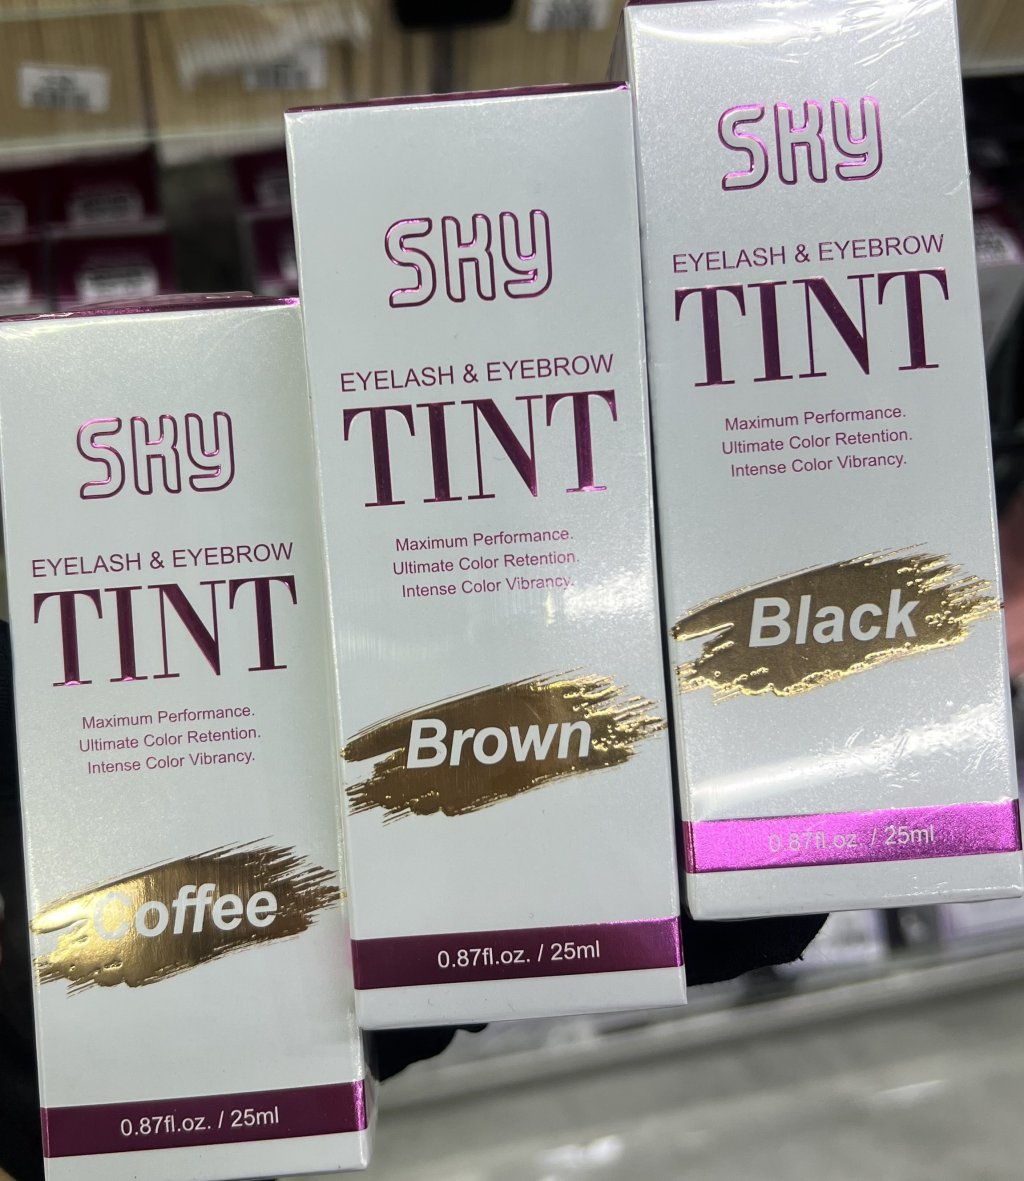 SKY
EYELASH & EYEBROW
TINT
Maximum Performance.
Ultimate Color Retention.
Intense Color Vibrancy.
Coffee
0.87fl.oz. / 25ml
SKY
EYELASH & EYEBROW
TINT
Maximum Performance.
Ultimate Color Retention.
Intense Color Vibrancy.
Brown
0.87fl.oz. / 25ml
SKY
EYELASH & EYEBROW
TINT
Maximum Performance.
Ultimate Color Retention.
Intense Color Vibrancy.
Black
0.87fl.oz. / 25ml